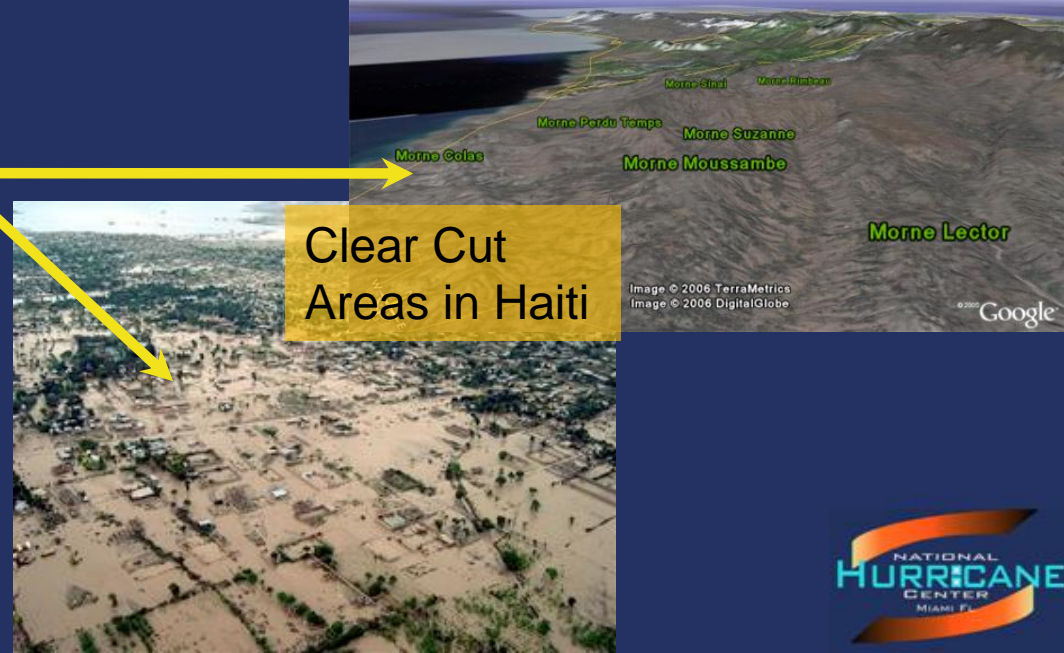 Morne Sinai
Morne Rimbeau
Morne Perdu Temps
Morne Suzanne
Morne Colas
Morne Moussambe
Morne Lector
Clear Cut
Areas in Haiti
Image © 2006 TerraMetrics
Image © 2006 DigitalGlobe
©2005 Google
NATIONAL
HURRICANE
CENTER
MIAMI FL